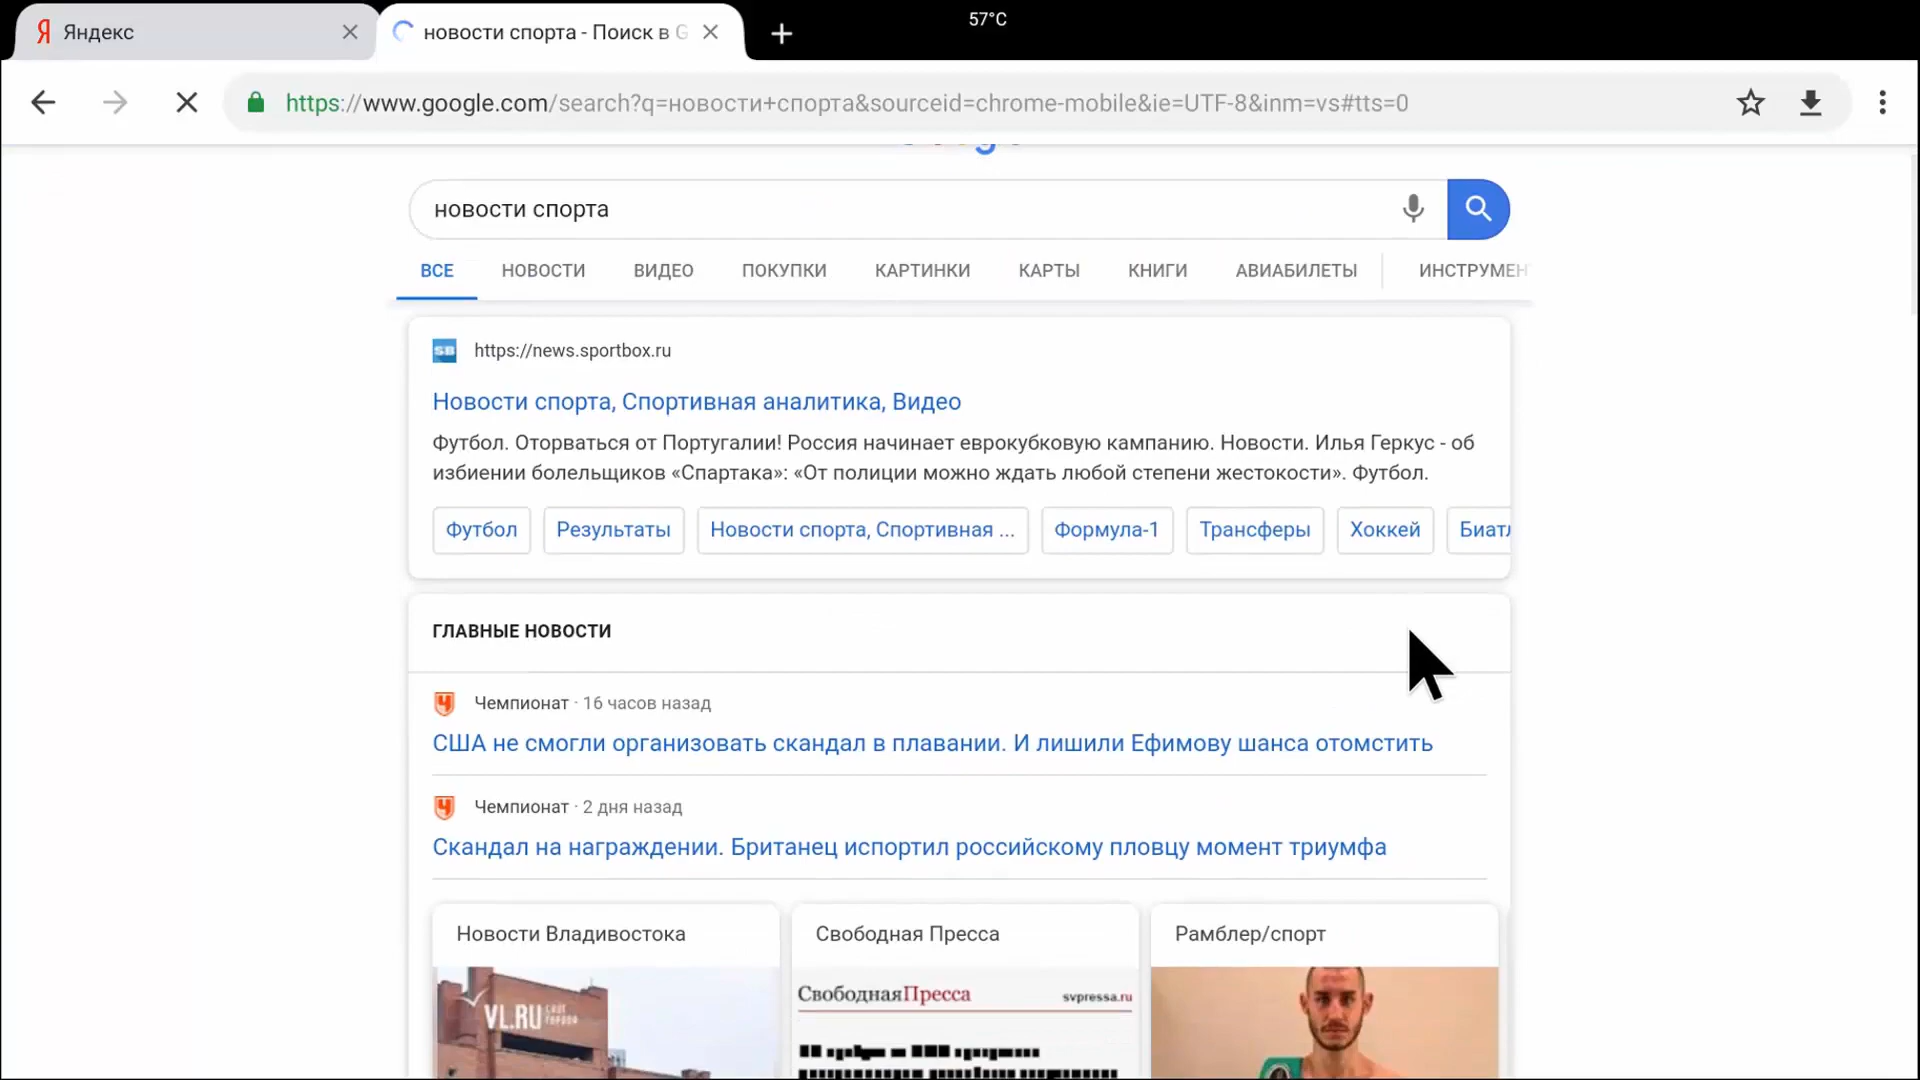 57°C
Яндекс
новости спорта - Поиск в G
https://www.google.com/search?q=новости+спорта&sourceid=chrome-mobile&ie=UTF-8&inm=vs#tts=0
новости спорта
ВСЕ НОВОСТИ ВИДЕО ПОКУПКИ КАРТИНКИ КАРТЫ КНИГИ АВИАБИЛЕТЫ ИНСТРУМЕН
SB https://news.sportbox.ru
Новости спорта, Спортивная аналитика, Видео
Футбол. Оторваться от Португалии! Россия начинает еврокубковую кампанию. Новости. Илья Геркус - об
избиении болельщиков «Спартака»: «От полиции можно ждать любой степени жестокости». Футбол.
Футбол Результаты Новости спорта, Спортивная ... Формула-1 Трансферы Хоккей Биатл
ГЛАВНЫЕ НОВОСТИ
Чемпионат · 16 часов назад
США не смогли организовать скандал в плавании. И лишили Ефимову шанса отомстить
Чемпионат · 2 дня назад
Скандал на награждении. Британец испортил российскому пловцу момент триумфа
Новости Владивостока Свободная Пресса Рамблер/спорт
VL.RU
СвободнаяПресса svpressa.ru